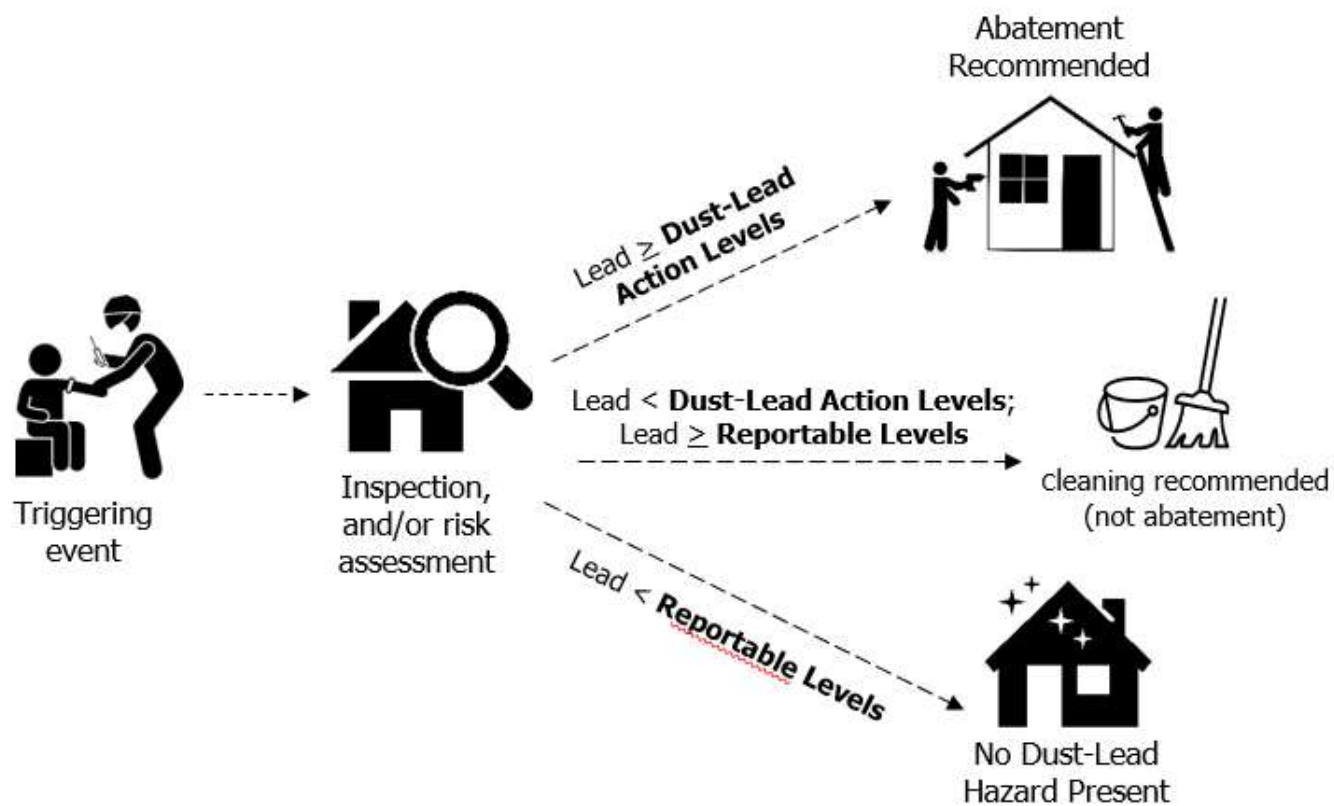 Abatement
Recommended
Lead ≥ Dust-Lead
Action Levels
Lead < Dust-Lead Action Levels;
Lead ≥ Reportable Levels
Cleaning recommended
(not abatement)
Triggering
event
Inspection,
and/or risk
assessment
Lead < Reportable Levels
No Dust-Lead
Hazard Present